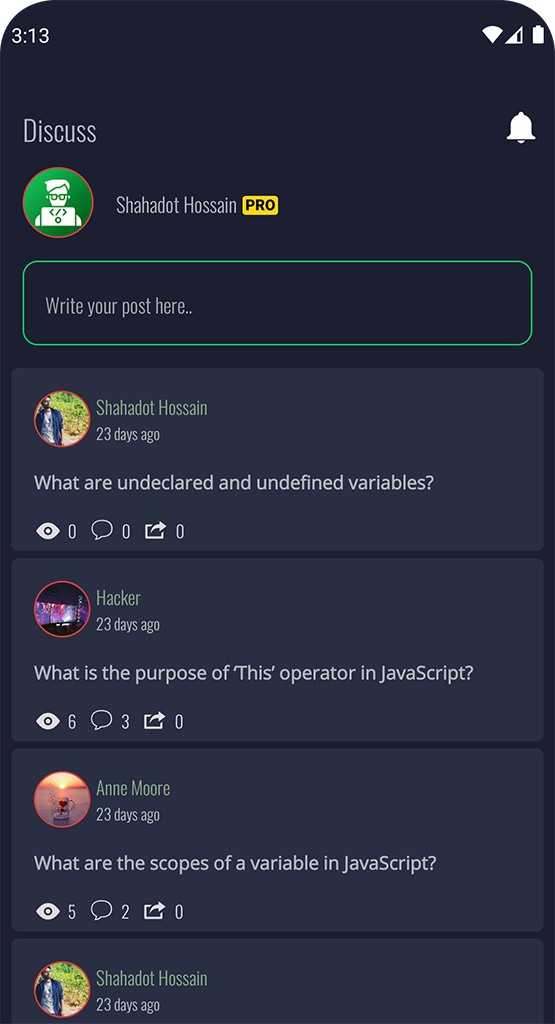 3:13
Discuss
Shahadot Hossain PRO
Write your post here..
Shahadot Hossain
23 days ago
What are undeclared and undefined variables?
0 0 0
Hacker
23 days ago
What is the purpose of ‘This’ operator in JavaScript?
6 3 0
Anne Moore
23 days ago
What are the scopes of a variable in JavaScript?
5 2 0
Shahadot Hossain
23 days ago